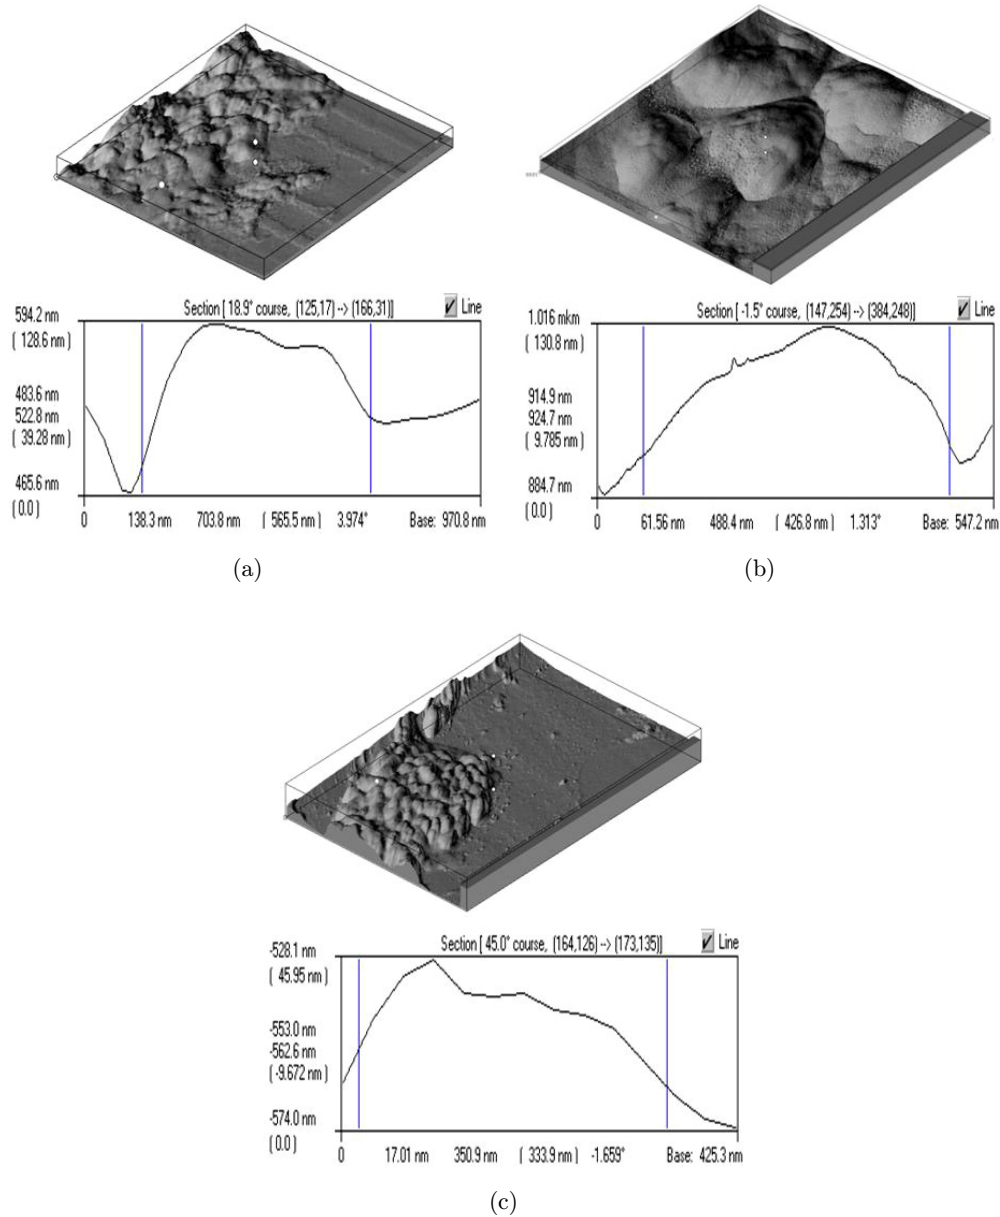 Section [ 18.9° course, (125,17) --> (166,31)]
Line
594.2 nm
( 128.6 nm )
483.6 nm
522.8 nm
( 39.28 nm )
465.6 nm
( 0.0 )
0 138.3 nm 703.8 nm ( 565.5 nm ) 3.974° Base: 970.8 nm
(a)
Section [ -1.5° course, (147,254) --> (384,248)]
Line
1.016 mkm
( 130.8 nm )
914.9 nm
924.7 nm
( 9.785 nm )
884.7 nm
( 0.0 )
0 61.56 nm 488.4 nm ( 426.8 nm ) 1.313° Base: 547.2 nm
(b)
Section [ 45.0° course, (164,126) --> (173,135)]
Line
-528.1 nm
( 45.95 nm )
-553.0 nm
-562.6 nm
( -9.672 nm )
-574.0 nm
( 0.0 )
0 17.01 nm 350.9 nm ( 333.9 nm ) -1.659° Base: 425.3 nm
(c)